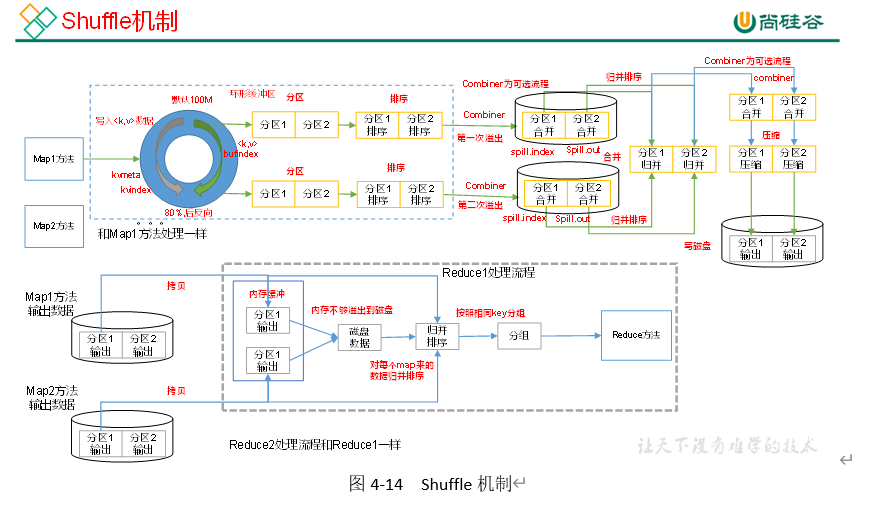 Shuffle机制
尚硅谷
Combiner为可选流程
combiner
分区1
合并
分区2
合并
压缩
分区1
压缩
分区2
压缩
分区1
输出
分区2
输出
写磁盘
默认100M
环形缓冲区
写入<k,v>数据
<k,v>
bufindex
kvmeta
kvindex
80%,后反向
Map1方法
Map2方法
和Map1方法处理一样
分区
分区1
分区2
排序
分区1
排序
分区2
排序
Combiner
第一次溢出
Combiner为可选流程
分区1
合并
分区2
合并
spill.index
Spill.out
归并排序
分区
分区1
分区2
排序
分区1
排序
分区2
排序
Combiner
第二次溢出
合并
分区1
合并
分区2
合并
spill.index
Spill.out
归并排序
分区1
归并
分区2
归并
Map1方法
输出数据
分区1
输出
分区2
输出
拷贝
Map2方法
输出数据
分区1
输出
分区2
输出
拷贝
Reduce1处理流程
内存缓冲
分区1
输出
分区1
输出
内存不够溢出到磁盘
磁盘
数据
归并
排序
对每个map来的
数据归并排序
按照相同key分组
分组
Reduce方法
Reduce2处理流程和Reduce1一样
让天下没有难学的技术
图 4-14 Shuffle 机制